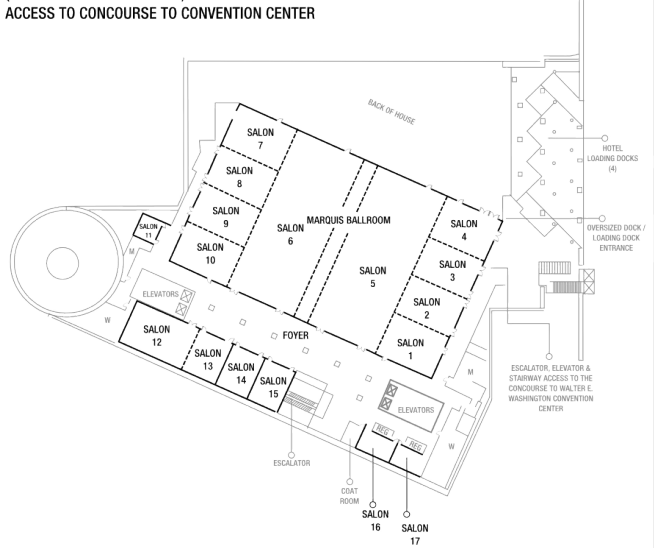 ACCESS TO CONCOURSE TO CONVENTION CENTER
BACK OF HOUSE
HOTEL
LOADING DOCKS
(4)
SALON
7
SALON
8
SALON
9
SALON
10
SALON
11
SALON
6
MARQUIS BALLROOM
SALON
5
SALON
4
SALON
3
SALON
2
SALON
1
OVERSIZED DOCK /
LOADING DOCK
ENTRANCE
M
ELEVATORS
W
SALON
12
SALON
13
SALON
14
SALON
15
FOYER
ELEVATORS
M
W
REG
REG
ESCALATOR, ELEVATOR &
STAIRWAY ACCESS TO THE
CONCOURSE TO WALTER E.
WASHINGTON CONVENTION
CENTER
ESCALATOR
COAT
ROOM
SALON
16
SALON
17